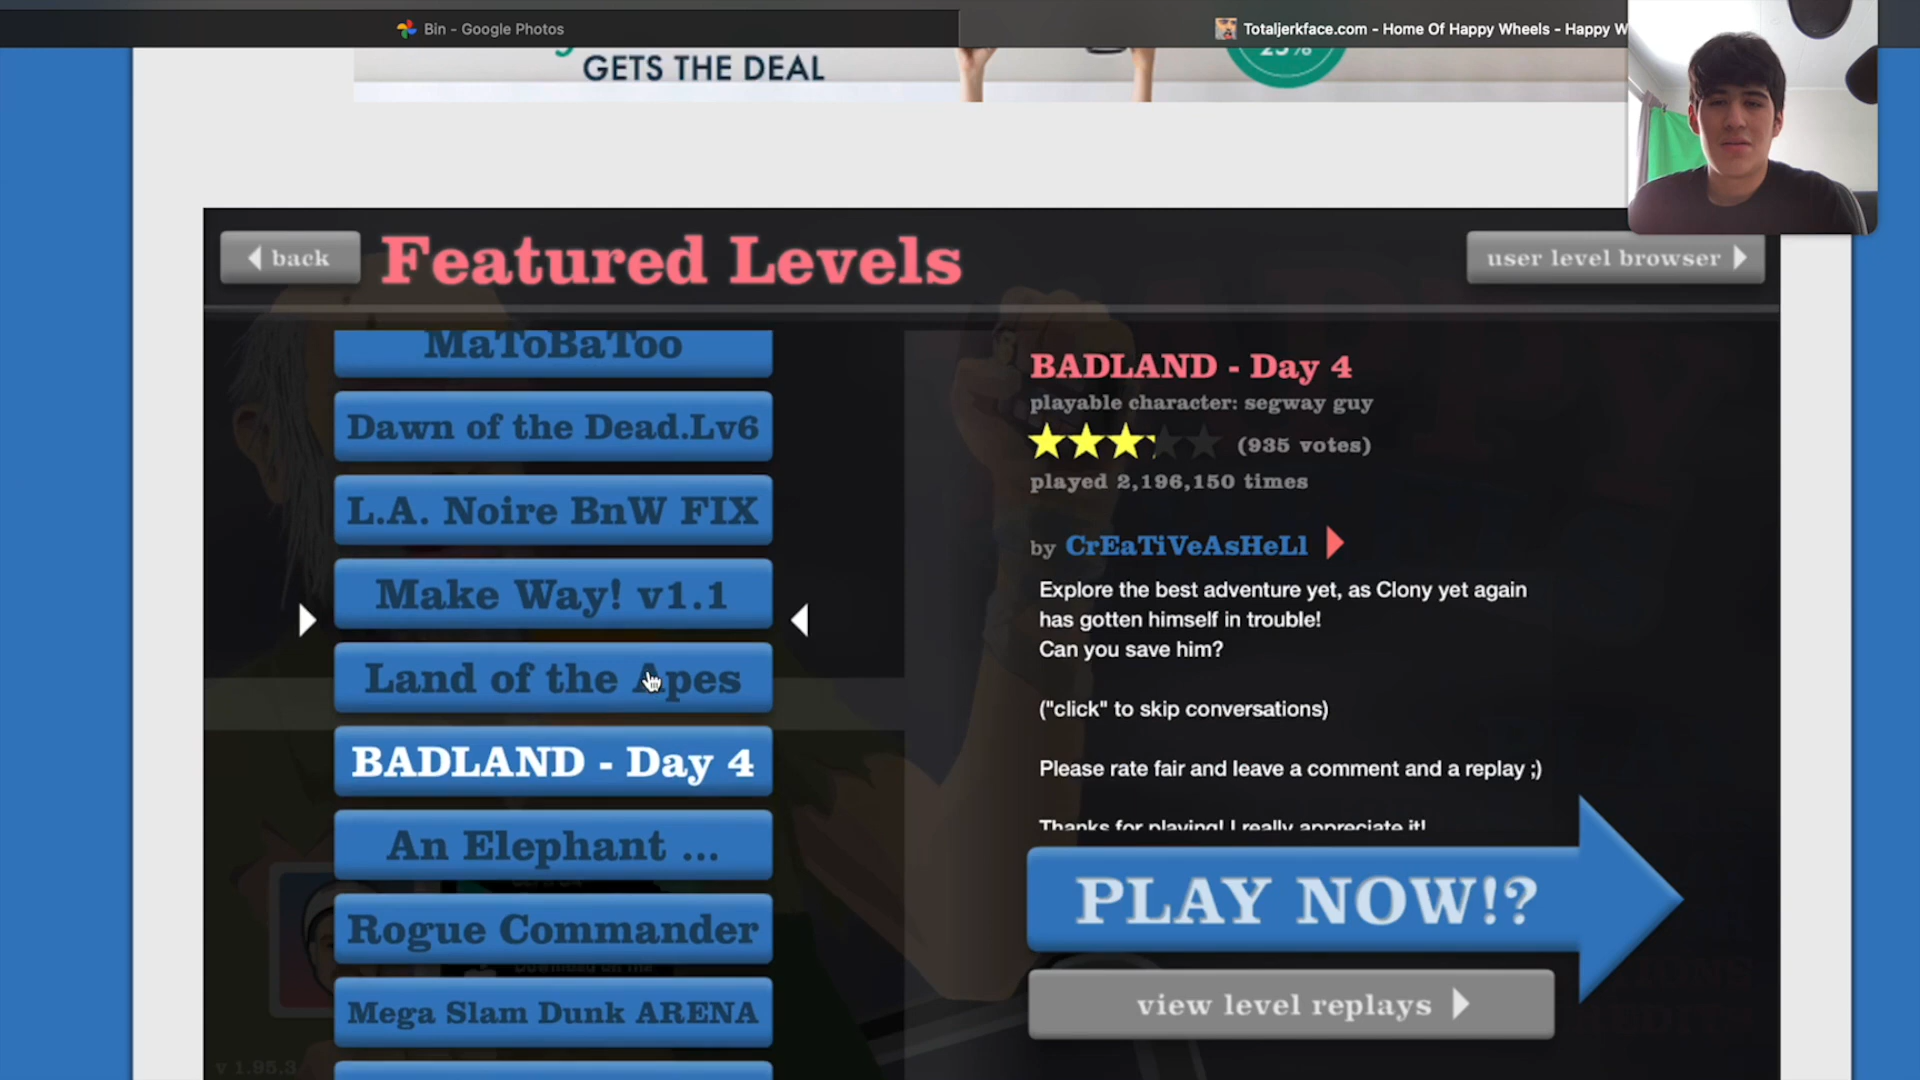 Bin - Google Photos
Totaljerkface.com - Home Of Happy Wheels - Happy W
GETS THE DEAL
25%
back
Featured Levels
user level browser
MaToBaToo
Dawn of the Dead.Lv6
L.A. Noire BnW FIX
Make Way! v1.1
Land of the Apes
BADLAND - Day 4
An Elephant ...
Rogue Commander
Mega Slam Dunk ARENA
v 1.95.3
BADLAND - Day 4
playable character: segway guy
(935 votes)
played 2,196,150 times
by CrEaTiVeAsHeLl
Explore the best adventure yet, as Clony yet again
has gotten himself in trouble!
Can you save him?
("click" to skip conversations)
Please rate fair and leave a comment and a replay ;)
Thanks for playing! I really appreciate it!
PLAY NOW!?
view level replays